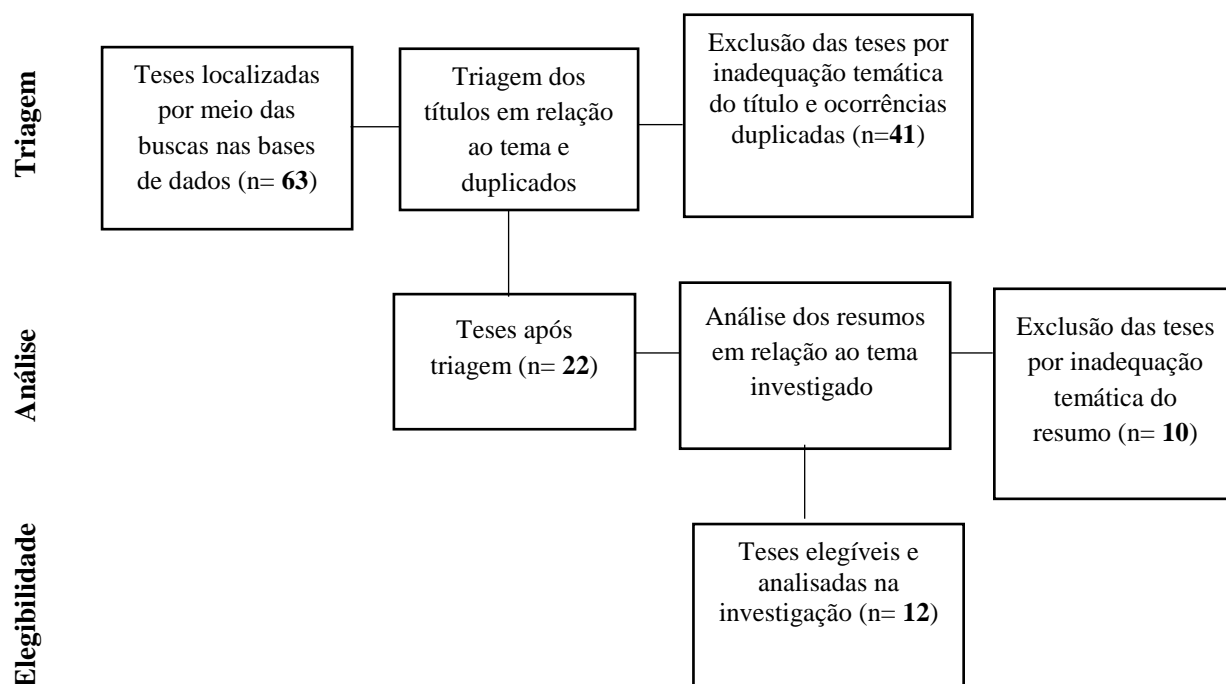 Triagem
Teses localizadas
por meio das
buscas nas bases
de dados (n= 63)
Triagem dos
títulos em relação
ao tema e
duplicados
Exclusão das teses por
inadequação temática
do título e ocorrências
duplicadas (n=41)
Análise
Teses após
triagem (n= 22)
Análise dos resumos
em relação ao tema
investigado
Exclusão das teses
por inadequação
temática do
resumo (n= 10)
Elegibilidade
Teses elegíveis e
analisadas na
investigação (n= 12)